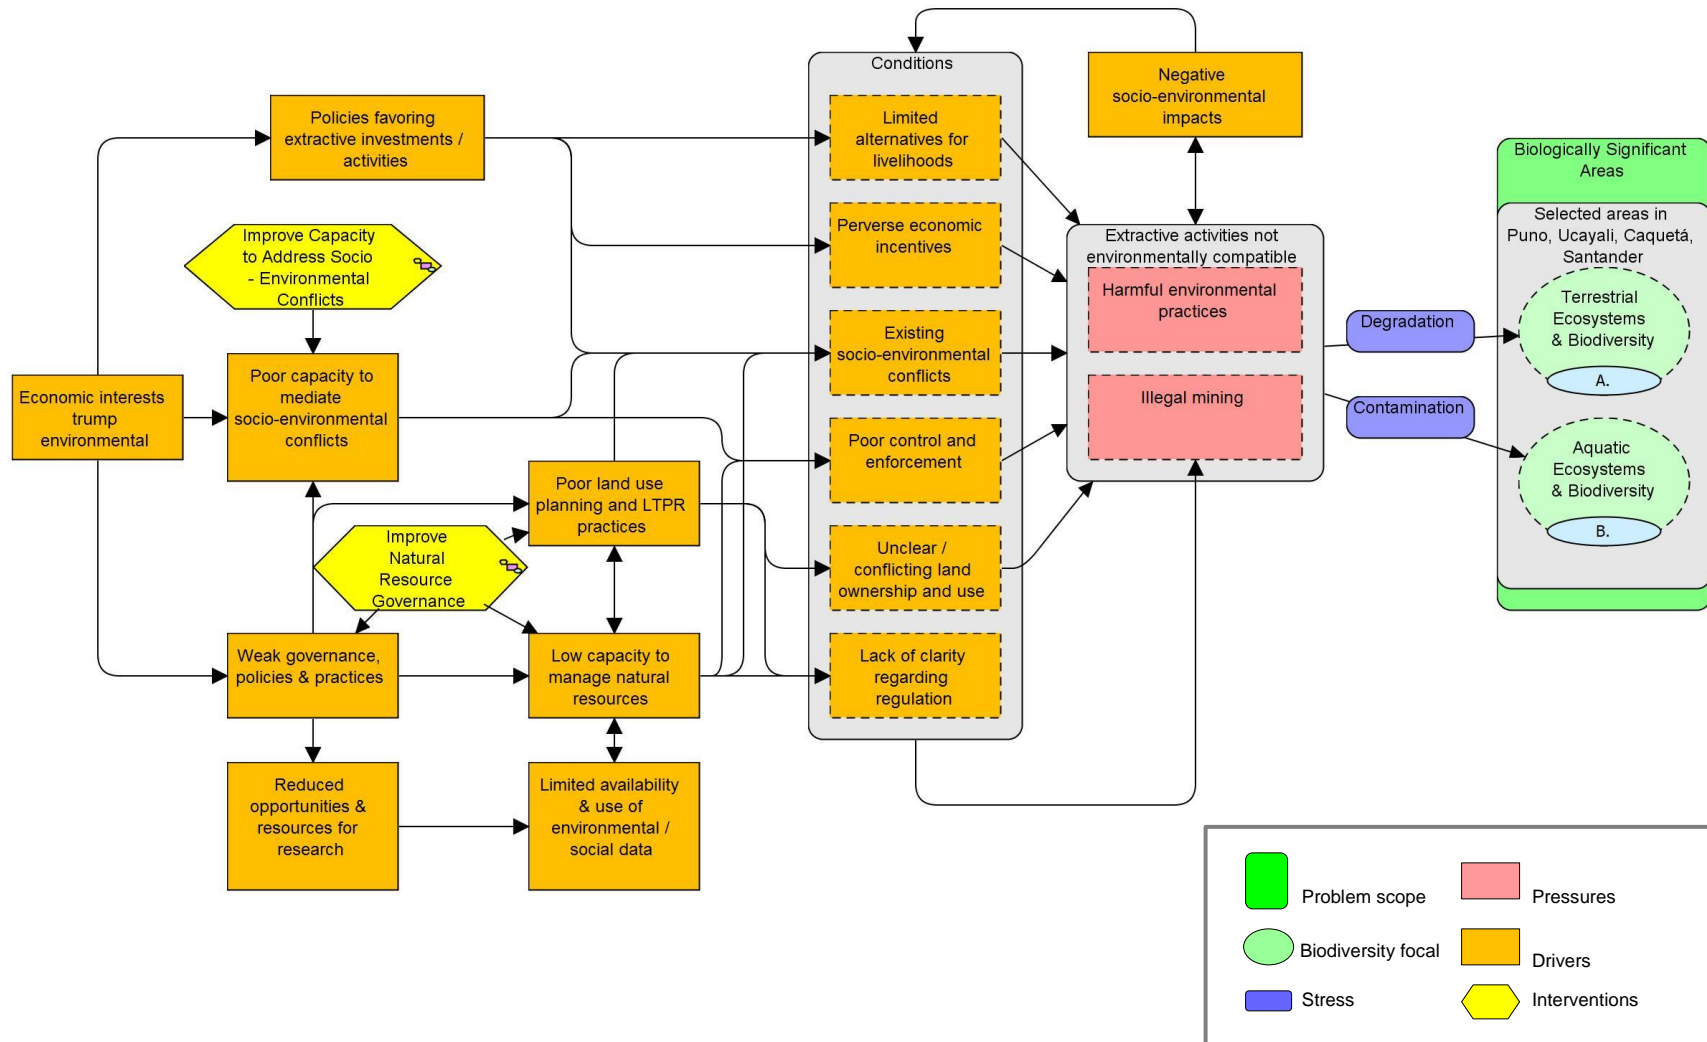 Conditions
Negative
socio-environmental
impacts
Policies favoring
extractive investments /
activities
Limited
alternatives for
livelihoods
Biologically Significant
Areas
Selected areas in
Puno, Ucayali, Caquetá,
Santander
Improve Capacity
to Address Socio
- Environmental
Conflicts
Perverse economic
incentives
Extractive activities not
environmentally compatible
Harmful environmental
practices
Terrestrial
Ecosystems
& Biodiversity
A.
Degradation
Existing
socio-environmental
conflicts
Economic interests
trump
environmental
Poor capacity to
mediate
socio-environmental
conflicts
Illegal mining
Contamination
Poor control and
enforcement
Aquatic
Ecosystems
& Biodiversity
B.
Poor land use
planning and LTPR
practices
Improve
Natural
Resource
Governance
Unclear /
conflicting land
ownership and use
Weak governance,
policies & practices
Low capacity to
manage natural
resources
Lack of clarity
regarding
regulation
Reduced
opportunities &
resources for
research
Limited availability
& use of
environmental /
social data
Problem scope
Pressures
Biodiversity focal
Drivers
Stress
Interventions